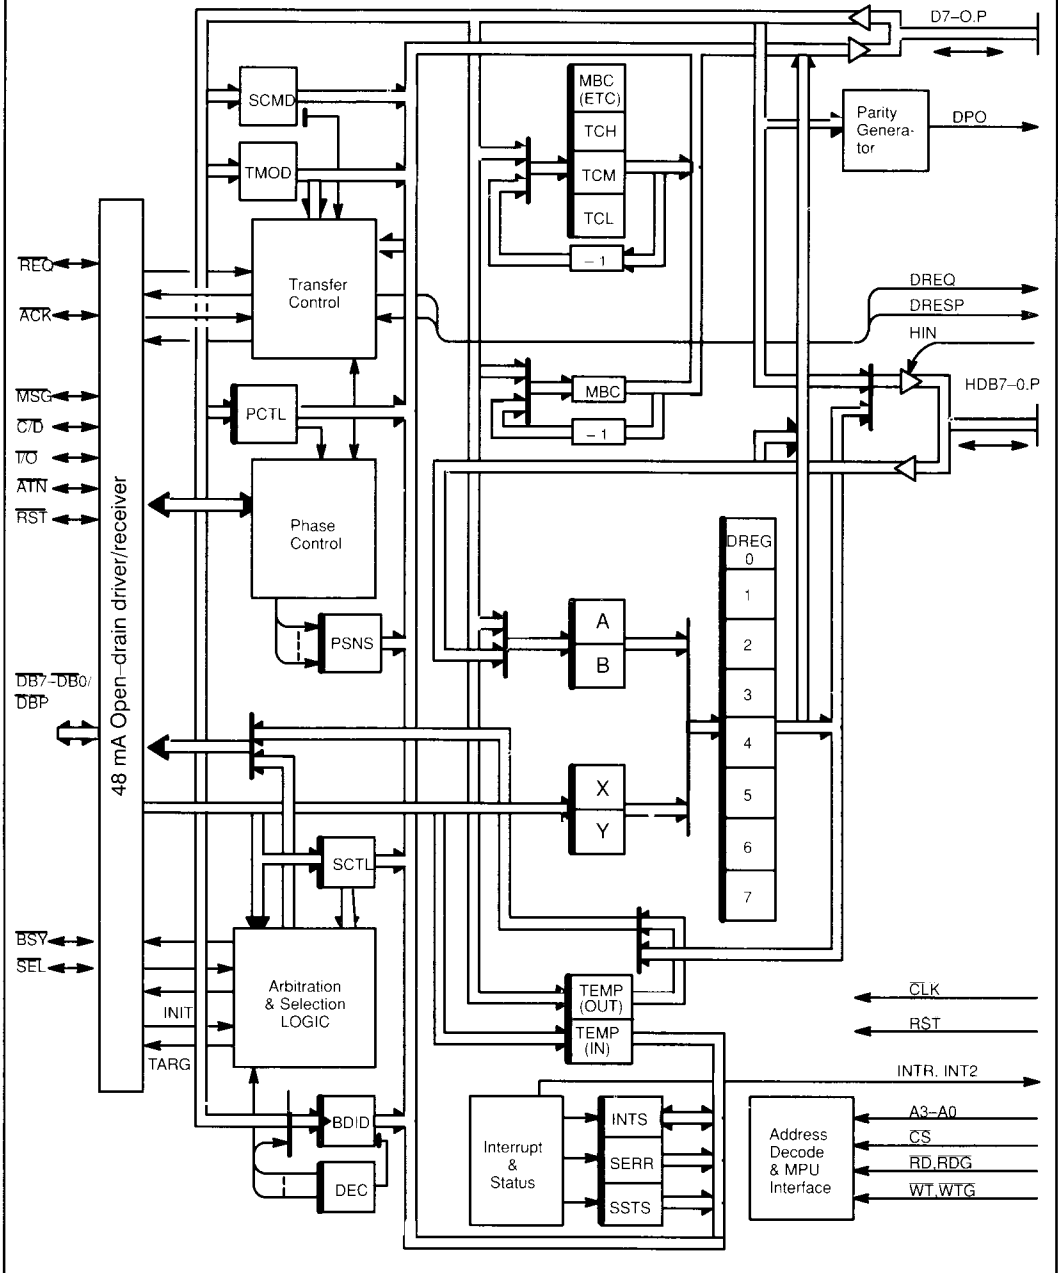 D7-O.P
SCMD
MBC
(ETC)
TCH
TCM
TCL
− 1
Parity
Genera-
tor
DPO
TMOD
REQ
ACK
MSG
C/D
I/O
ATN
RST
DB7-DB0/
DBP
BSY
SEL
48 mA Open-drain driver/receiver
Transfer
Control
DREQ
DRESP
HIN
HDB7-0.P
PCTL
MBC
− 1
Phase
Control
PSNS
A
B
X
Y
DREG
0
1
2
3
4
5
6
7
SCTL
Arbitration
& Selection
LOGIC
INIT
TARG
TEMP
(OUT)
TEMP
(IN)
CLK
RST
INTR, INT2
BDID
DEC
Interrupt
&
Status
INTS
SERR
SSTS
Address
Decode
& MPU
Interface
A3-A0
CS
RD,RDG
WT,WTG